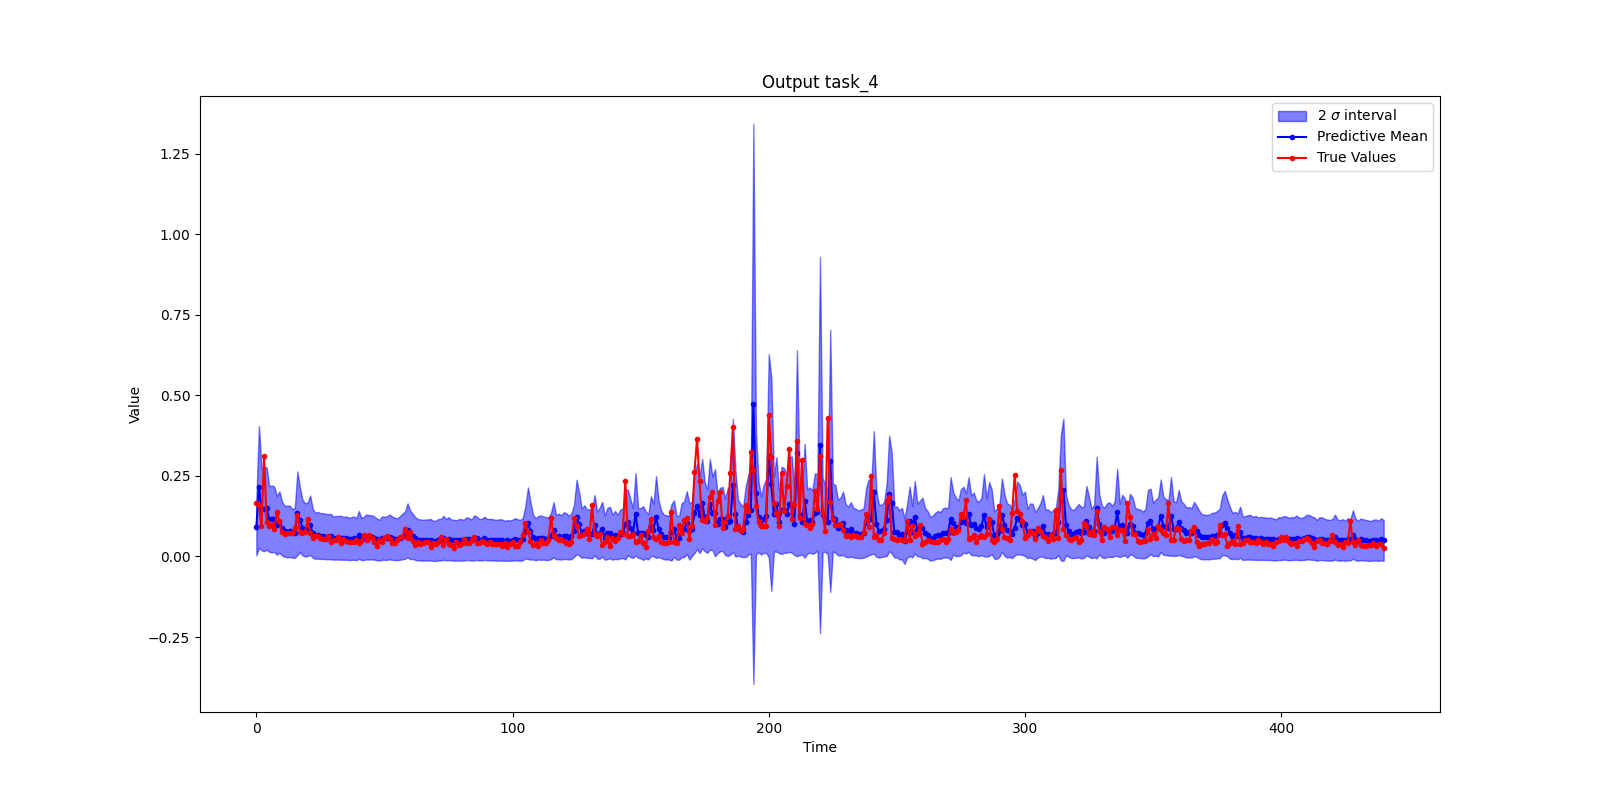 Output task_4
2 σ interval
Predictive Mean
True Values
1.25
1.00
0.75
0.50
0.25
0.00
−0.25
Value
0 100 200 300 400
Time